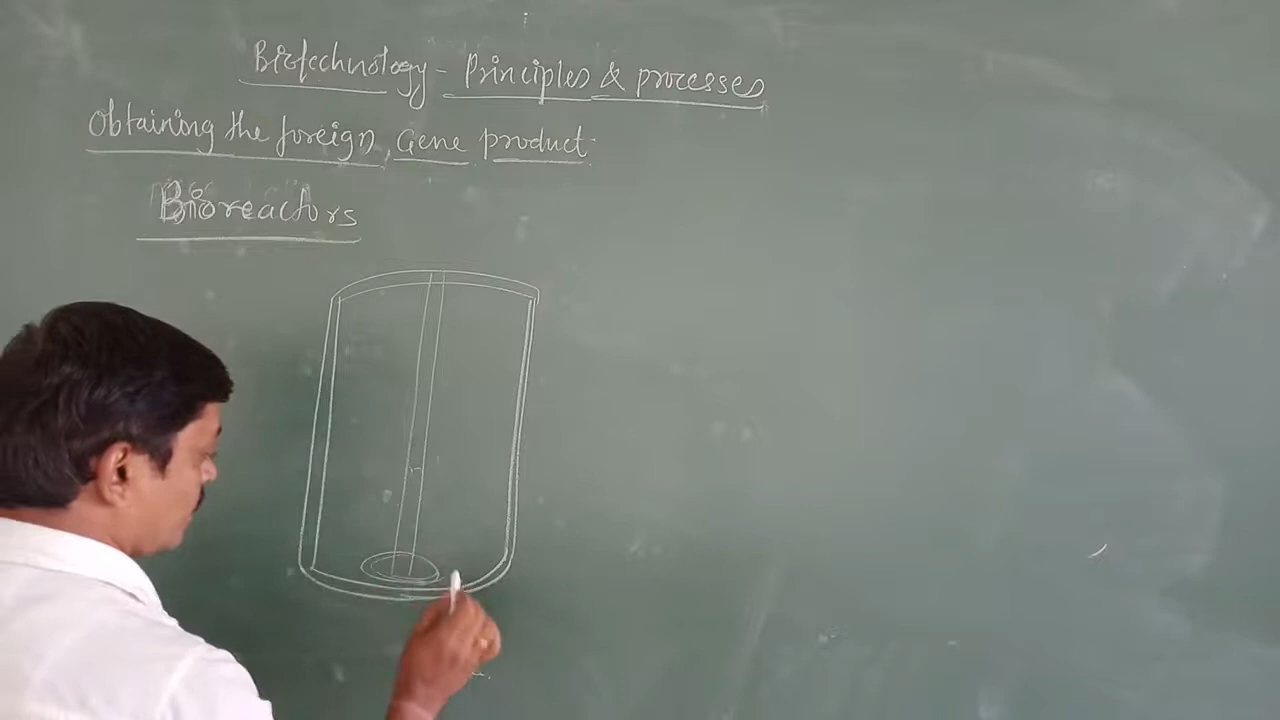 Biotechnology - Principles & processes
Obtaining the foreign Gene product
Bioreactors